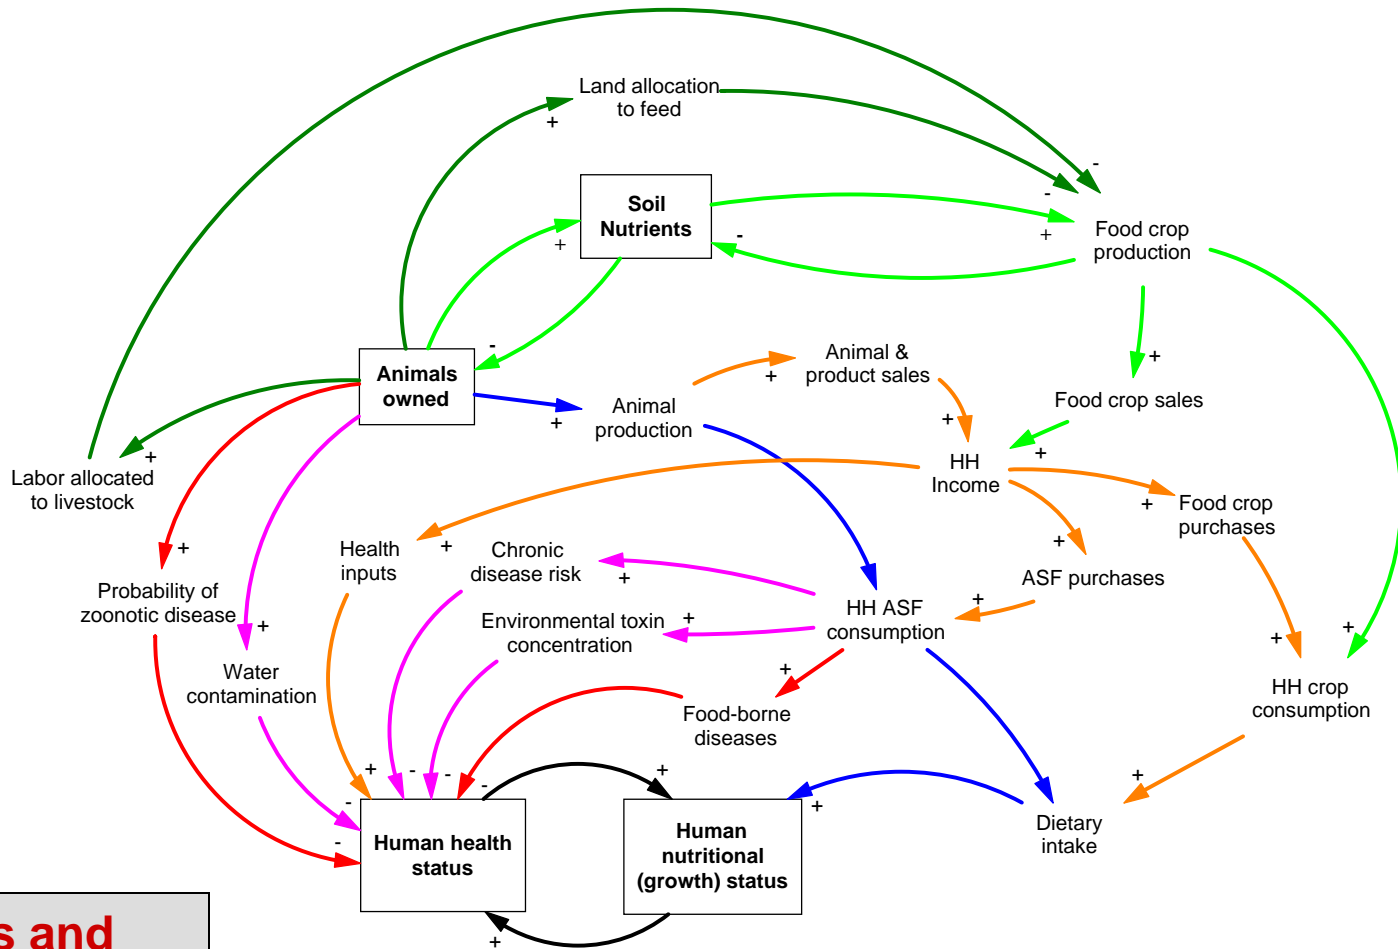 Land allocation
to feed
+
-
Soil
Nutrients
-
+
-
+
Food crop
production
-
Animals
owned
+
Animal
production
+
Animal &
product sales
+
Food crop sales
+
+
HH
Income
+
Labor allocated
to livestock
+
Food crop
purchases
+
ASF purchases
+
+
Health
inputs
+
Chronic
disease risk
+
Probability of
zoonotic disease
+
Environmental toxin
concentration
+
HH ASF
consumption
+
Water
contamination
+
Food-borne
diseases
+
HH crop
consumption
+
+
+
-
-
-
-
-
+
+
+
Human health
status
Human
nutritional
(growth) status
Dietary
intake
+
s and